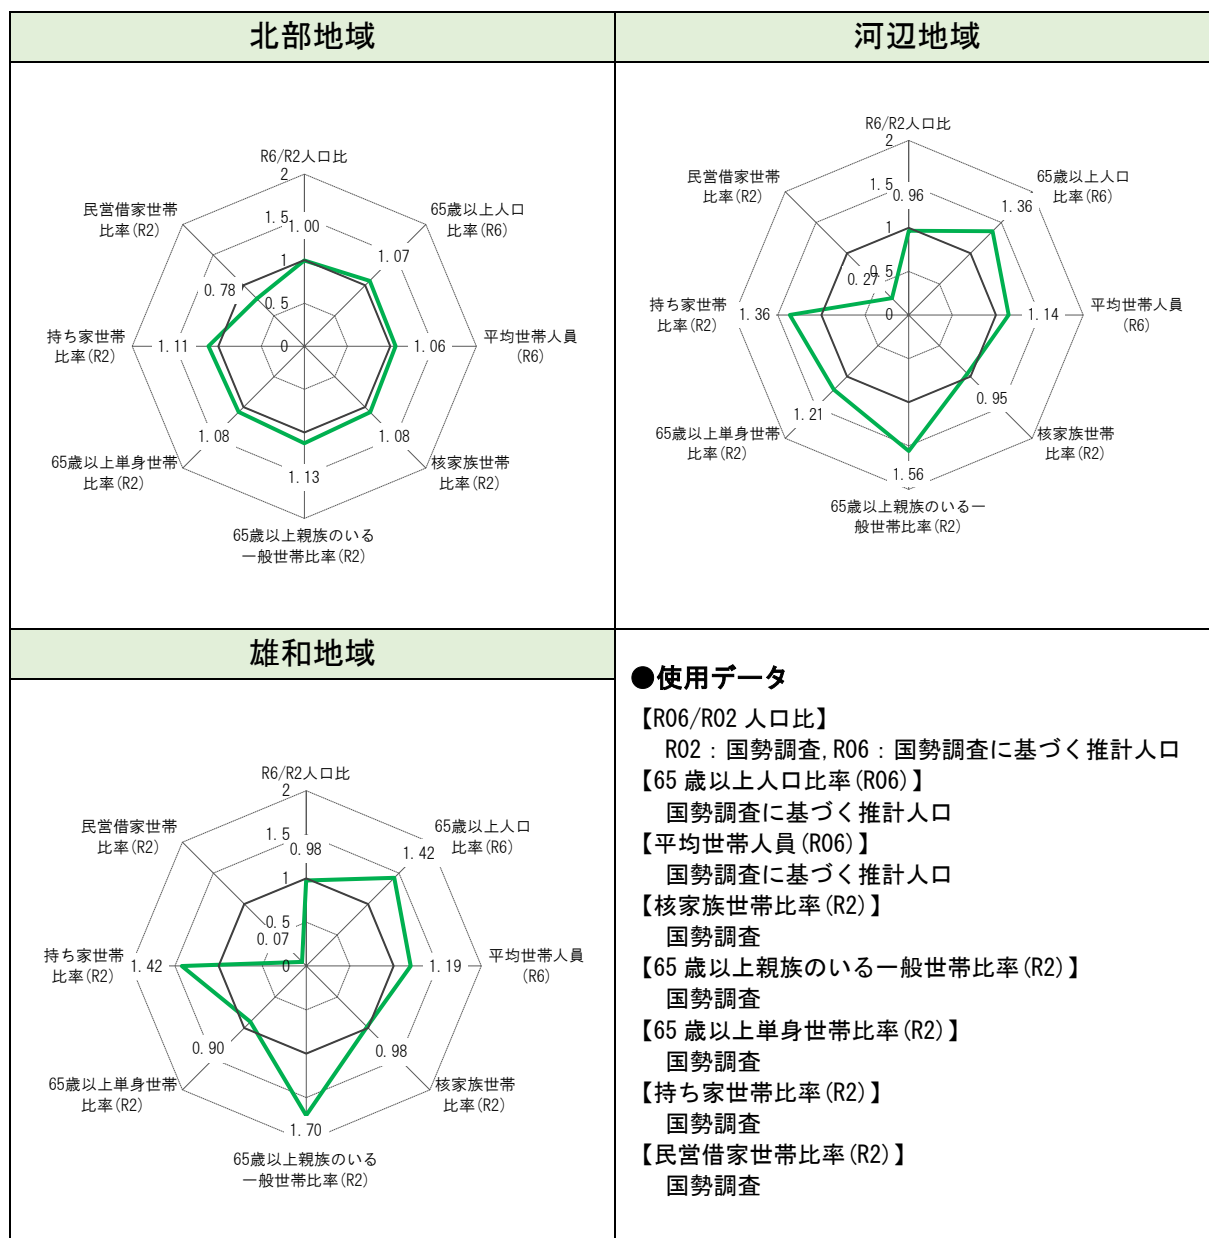 北部地域
R6/R2人口比
2
1.5
1.00
1
0.5
0
65歳以上人口
比率(R6)
1.07
平均世帯人員
(R6)
1.06
核家族世帯
比率(R2)
1.08
65歳以上親族のいる
一般世帯比率(R2)
1.13
65歳以上単身世帯
比率(R2)
1.08
持ち家世帯
比率(R2)
1.11
民営借家世帯
比率(R2)
0.78
河辺地域
R6/R2人口比
2
1.5
0.96
1
0.5
0
65歳以上人口
比率(R6)
1.36
平均世帯人員
(R6)
1.14
核家族世帯
比率(R2)
0.95
65歳以上親族のいる一
般世帯比率(R2)
1.56
65歳以上単身世帯
比率(R2)
1.21
持ち家世帯
比率(R2)
1.36
民営借家世帯
比率(R2)
0.27
雄和地域
R6/R2人口比
2
1.5
0.98
1
0.5
0
65歳以上人口
比率(R6)
1.42
平均世帯人員
(R6)
1.19
核家族世帯
比率(R2)
0.98
65歳以上親族のいる
一般世帯比率(R2)
1.70
65歳以上単身世帯
比率(R2)
0.90
持ち家世帯
比率(R2)
1.42
民営借家世帯
比率(R2)
0.07
●使用データ
【R06/R02 人口比】
R02：国勢調査,R06：国勢調査に基づく推計人口
【65 歳以上人口比率(R06)】
国勢調査に基づく推計人口
【平均世帯人員(R06)】
国勢調査に基づく推計人口
【核家族世帯比率(R2)】
国勢調査
【65 歳以上親族のいる一般世帯比率(R2)】
国勢調査
【65 歳以上単身世帯比率(R2)】
国勢調査
【持ち家世帯比率(R2)】
国勢調査
【民営借家世帯比率(R2)】
国勢調査